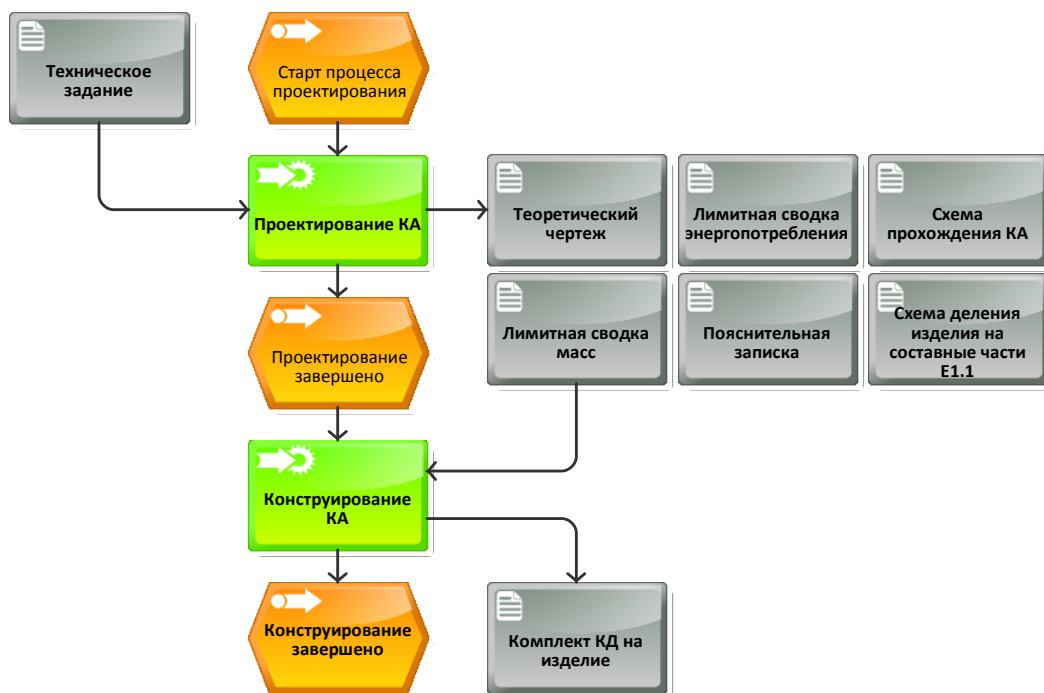 Техническое
задание
Старт процесса
проектирования
Проектирование КА
Теоретический
чертеж
Лимитная сводка
энергопотребления
Схема
прохождения КА
Проектирование
завершено
Лимитная сводка
масс
Пояснительная
записка
Схема деления
изделия на
составные части
Е1.1
Конструирование
КА
Конструирование
завершено
Комплект КД на
изделие